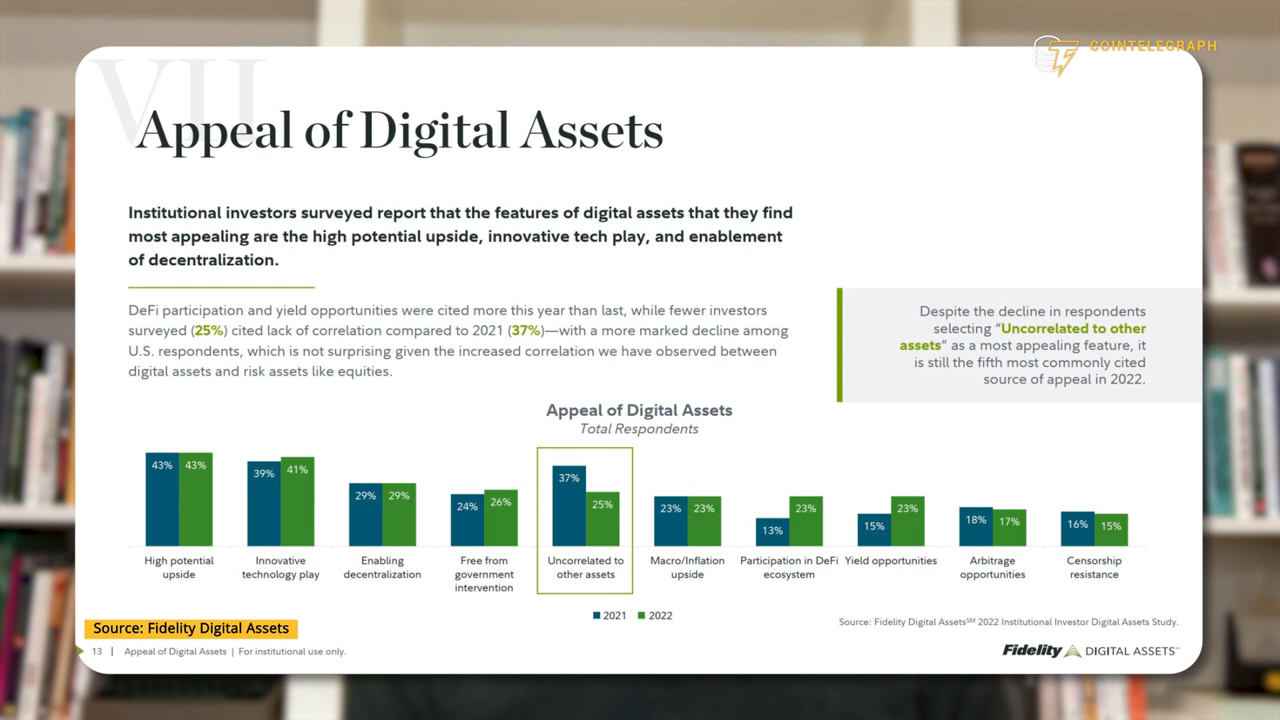 COINTELEGRAPH
VII
Appeal of Digital Assets
Institutional investors surveyed report that the features of digital assets that they find
most appealing are the high potential upside, innovative tech play, and enablement
of decentralization.
DeFi participation and yield opportunities were cited more this year than last, while fewer investors
surveyed (25%) cited lack of correlation compared to 2021 (37%)—with a more marked decline among
U.S. respondents, which is not surprising given the increased correlation we have observed between
digital assets and risk assets like equities.
Despite the decline in respondents
selecting “Uncorrelated to other
assets” as a most appealing feature, it
is still the fifth most commonly cited
source of appeal in 2022.
Appeal of Digital Assets
Total Respondents
43% 43%
39% 41%
29% 29%
24% 26%
37% 25%
23% 23%
13% 23%
15% 23%
18% 17%
16% 15%
High potential
upside
Innovative
technology play
Enabling
decentralization
Free from
government
intervention
Uncorrelated to
other assets
Macro/Inflation
upside
Participation in DeFi
ecosystem
Yield opportunities
Arbitrage
opportunities
Censorship
resistance
2021 2022
Source: Fidelity Digital Assets
Source: Fidelity Digital Assets℠ 2022 Institutional Investor Digital Assets Study.
13 | Appeal of Digital Assets | For institutional use only.
Fidelity DIGITAL ASSETS℠